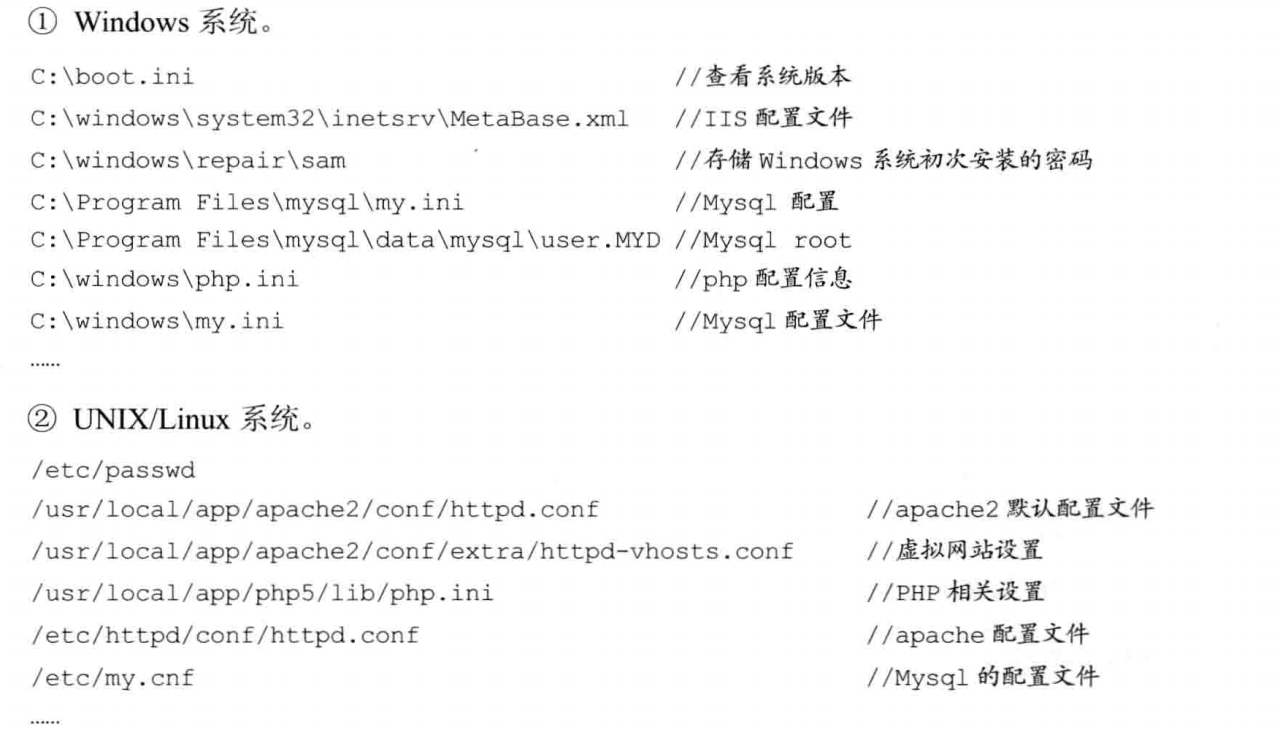 ① Windows 系统。
C:\boot.ini //查看系统版本
C:\windows\system32\inetsrv\MetaBase.xml //IIS 配置文件
C:\windows\repair\sam //存储 Windows 系统初次安装的密码
C:\Program Files\mysql\my.ini //Mysql 配置
C:\Program Files\mysql\data\mysql\user.MYD //Mysql root
C:\windows\php.ini //php 配置信息
C:\windows\my.ini //Mysql 配置文件
……
② UNIX/Linux 系统。
/etc/passwd
/usr/local/app/apache2/conf/httpd.conf //apache2 默认配置文件
/usr/local/app/apache2/conf/extra/httpd-vhosts.conf //虚拟网站设置
/usr/local/app/php5/lib/php.ini //PHP 相关设置
/etc/httpd/conf/httpd.conf //apache 配置文件
/etc/my.cnf //Mysql 的配置文件
……